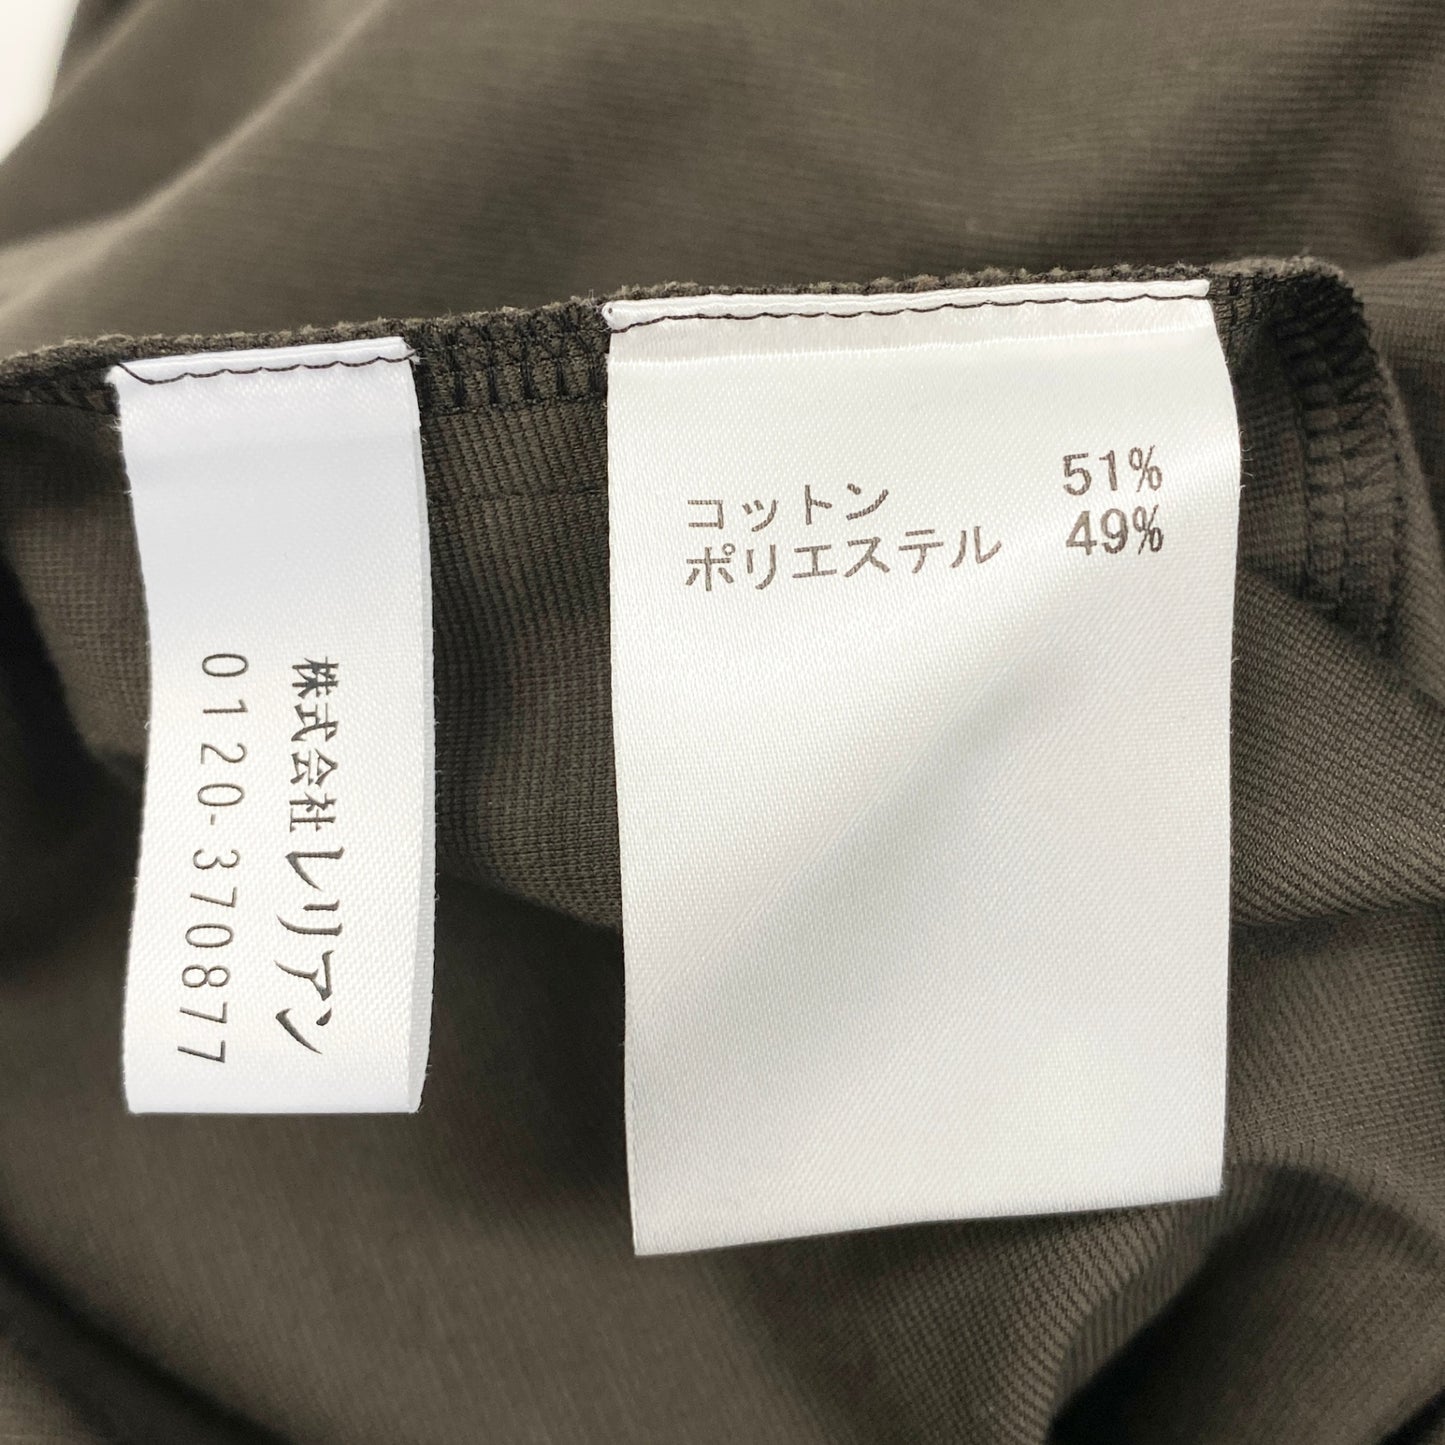 株式会社レリアン
0120-370877
コットン 51%
ポリエステル 49%